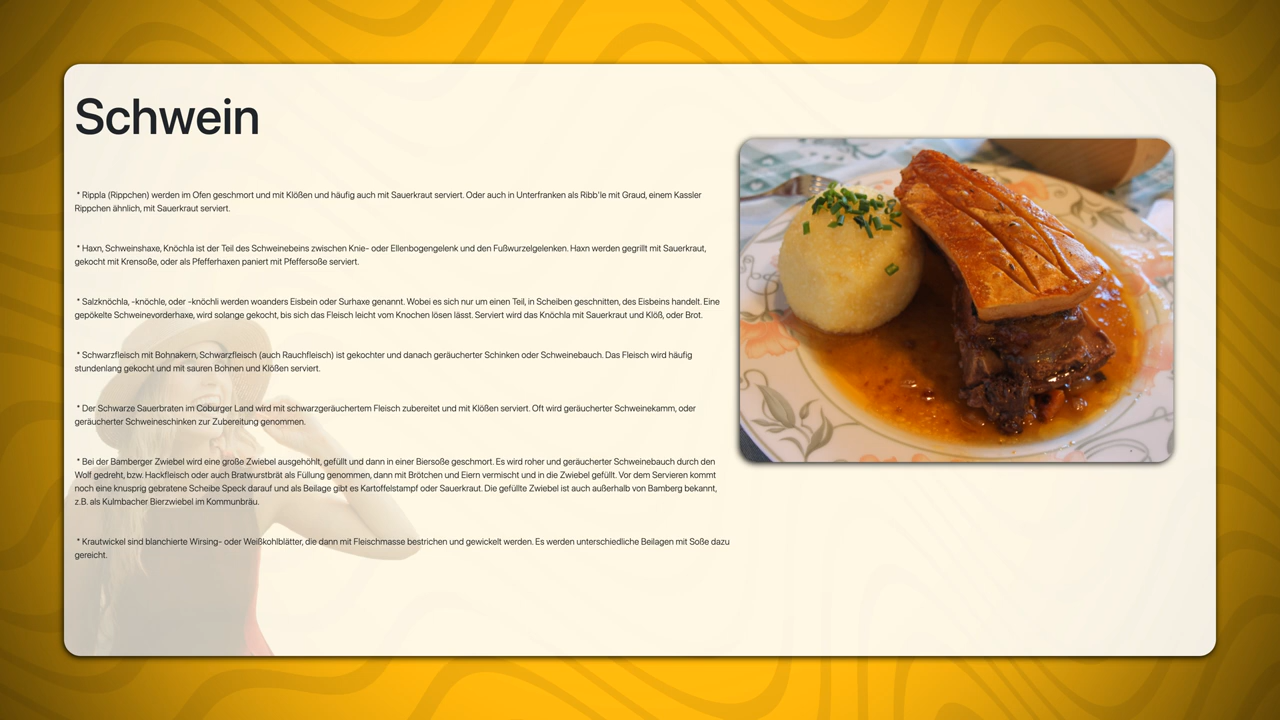 Schwein
* Rippla (Rippchen) werden im Ofen geschmort und mit Klößen und häufig auch mit Sauerkraut serviert. Oder auch in Unterfranken als Ribb'le mit Graud, einem Kassler
Rippchen ähnlich, mit Sauerkraut serviert.
* Haxn, Schweinshaxe, Knöchla ist der Teil des Schweinebeins zwischen Knie- oder Ellenbogengelenk und den Fußwurzelgelenken. Haxn werden gegrillt mit Sauerkraut,
gekocht mit Krensoße, oder als Pfefferhaxen paniert mit Pfeffersoße serviert.
* Salzknöchla, -knöchle, oder -knöchli werden woanders Eisbein oder Surhaxe genannt. Wobei es sich nur um einen Teil, in Scheiben geschnitten, des Eisbeins handelt. Eine
gepökelte Schweinevorderhaxe, wird solange gekocht, bis sich das Fleisch leicht vom Knochen lösen lässt. Serviert wird das Knöchla mit Sauerkraut und Klöß, oder Brot.
* Schwarzfleisch mit Bohnakern, Schwarzfleisch (auch Rauchfleisch) ist gekochter und danach geräucherter Schinken oder Schweinebauch. Das Fleisch wird häufig
stundenlang gekocht und mit sauren Bohnen und Klößen serviert.
* Der Schwarze Sauerbraten im Coburger Land wird mit schwarzgeräuchertem Fleisch zubereitet und mit Klößen serviert. Oft wird geräucherter Schweinekamm, oder
geräucherter Schweineschinken zur Zubereitung genommen.
* Bei der Bamberger Zwiebel wird eine große Zwiebel ausgehöhlt, gefüllt und dann in einer Biersoße geschmort. Es wird roher und geräucherter Schweinebauch durch den
Wolf gedreht, bzw. Hackfleisch oder auch Bratwurstbrät als Füllung genommen, dann mit Brötchen und Eiern vermischt und in die Zwiebel gefüllt. Vor dem Servieren kommt
noch eine knusprig gebratene Scheibe Speck darauf und als Beilage gibt es Kartoffelstampf oder Sauerkraut. Die gefüllte Zwiebel ist auch außerhalb von Bamberg bekannt,
z.B. als Kulmbacher Bierzwiebel im Kommunbräu.
* Krautwickel sind blanchierte Wirsing- oder Weißkohlblätter, die dann mit Fleischmasse bestrichen und gewickelt werden. Es werden unterschiedliche Beilagen mit Soße dazu
gereicht.